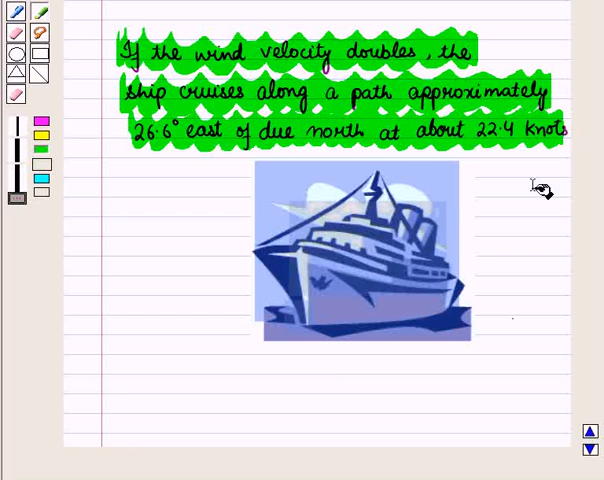 If the wind velocity doubles, the
ship cruises along a path approximately
26.6° east of due north at about 22.4 knots